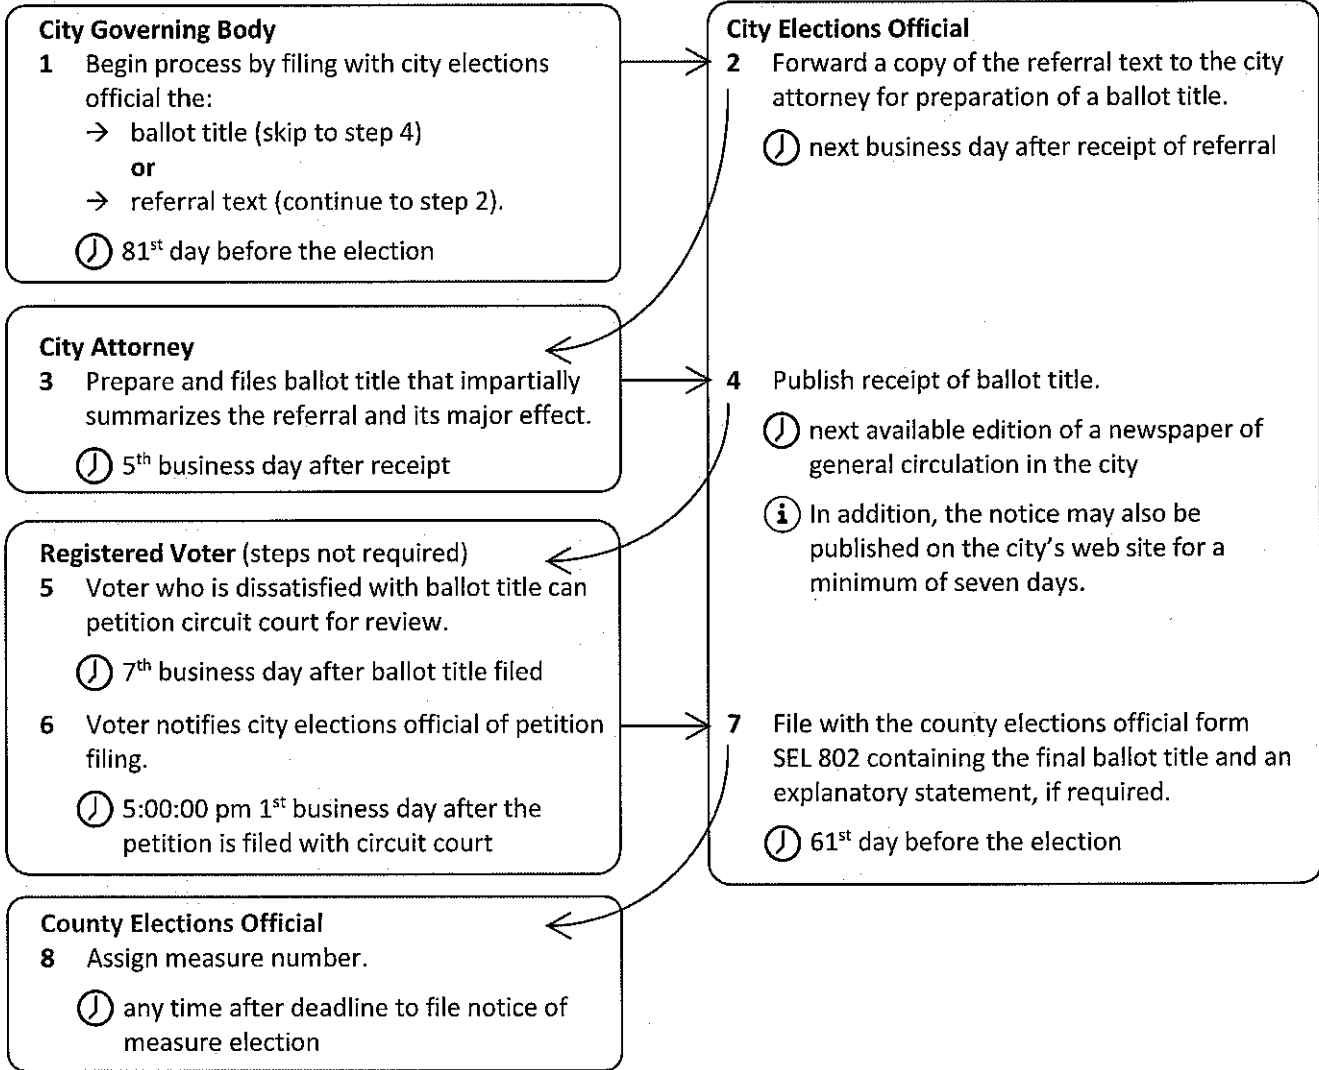 City Governing Body
1 Begin process by filing with city elections
official the:
→ ballot title (skip to step 4)
or
→ referral text (continue to step 2).
81st day before the election
City Elections Official
2 Forward a copy of the referral text to the city
attorney for preparation of a ballot title.
next business day after receipt of referral
City Attorney
3 Prepare and files ballot title that impartially
summarizes the referral and its major effect.
5th business day after receipt
4 Publish receipt of ballot title.
next available edition of a newspaper of
general circulation in the city
i In addition, the notice may also be
published on the city's web site for a
minimum of seven days.
Registered Voter (steps not required)
5 Voter who is dissatisfied with ballot title can
petition circuit court for review.
7th business day after ballot title filed
6 Voter notifies city elections official of petition
filing.
5:00:00 pm 1st business day after the
petition is filed with circuit court
7 File with the county elections official form
SEL 802 containing the final ballot title and an
explanatory statement, if required.
61st day before the election
County Elections Official
8 Assign measure number.
any time after deadline to file notice of
measure election